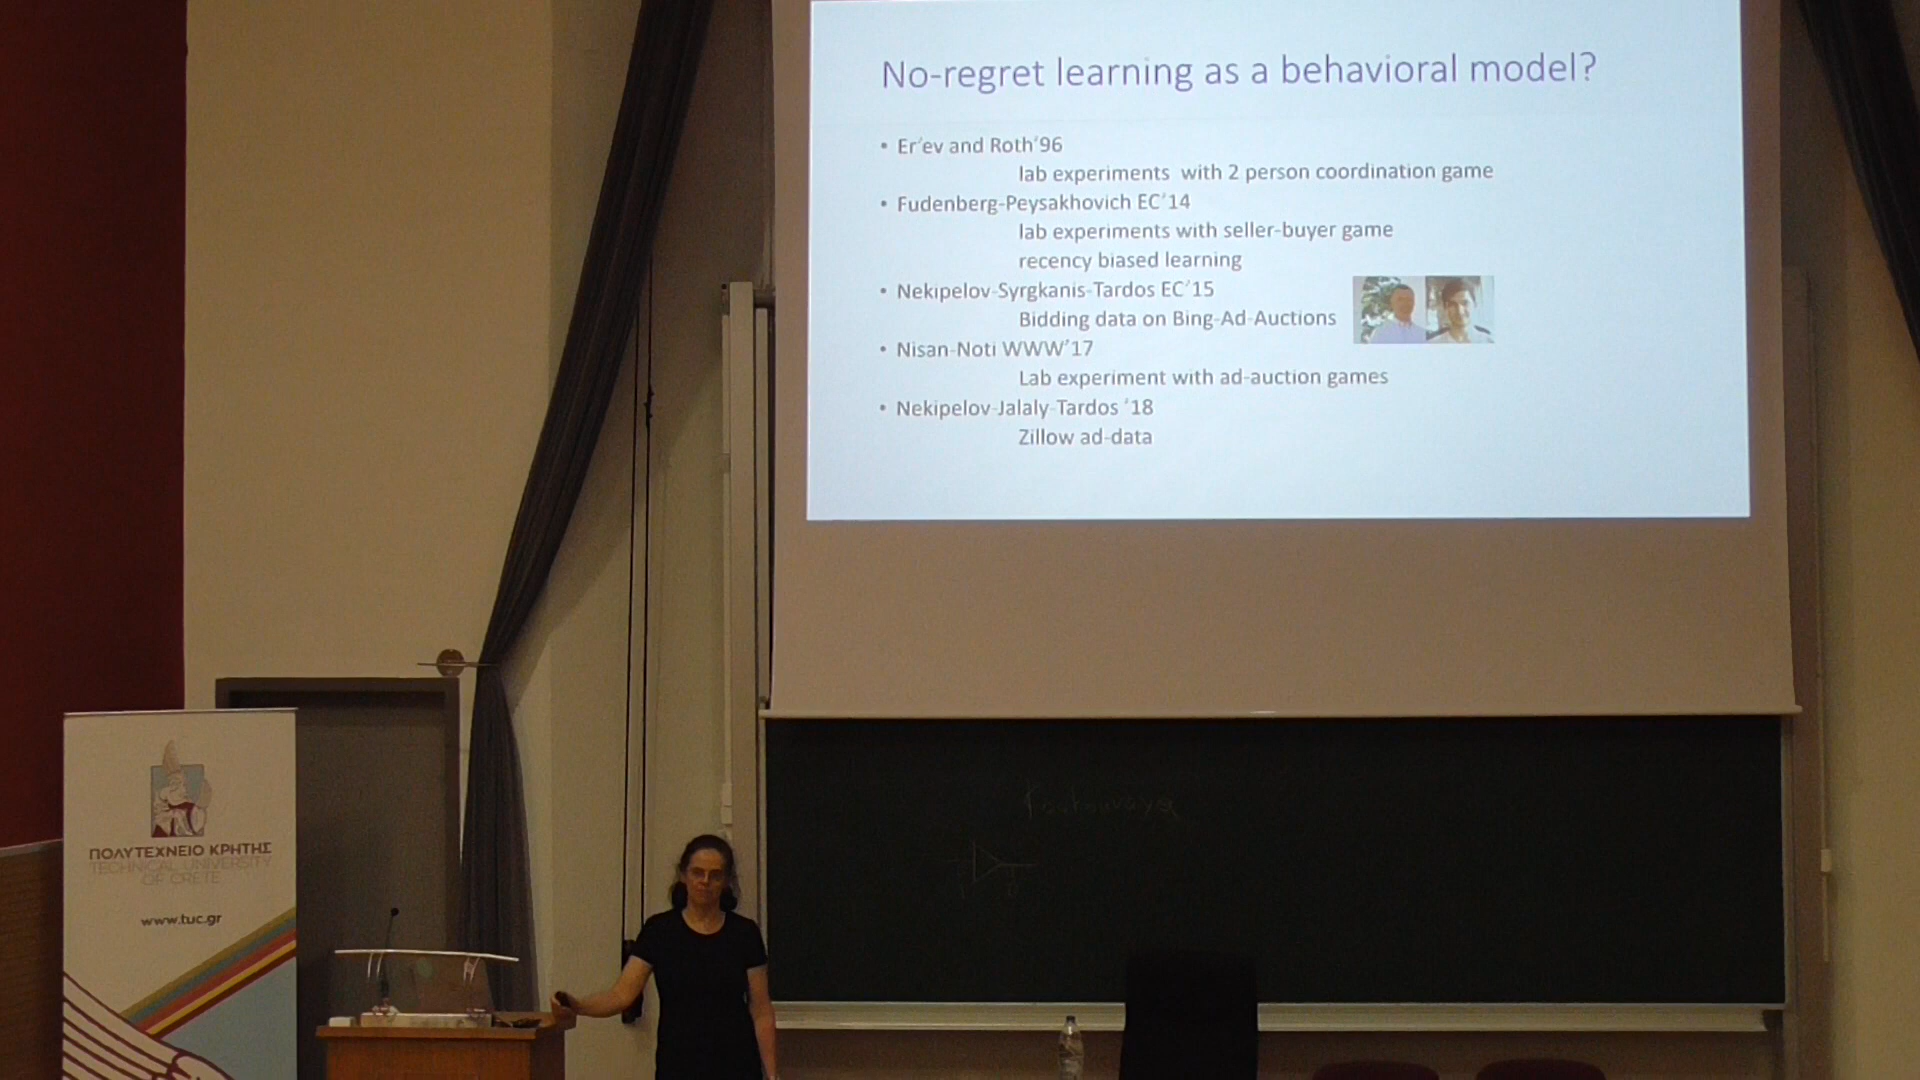 No-regret learning as a behavioral model?
• Er'ev and Roth'96
lab experiments with 2 person coordination game
• Fudenberg-Peysakhovich EC'14
lab experiments with seller-buyer game
recency biased learning
• Nekipelov-Syrgkanis-Tardos EC'15
Bidding data on Bing-Ad-Auctions
• Nisan-Noti WWW'17
Lab experiment with ad-auction games
• Nekipelov-Jalaly-Tardos '18
Zillow ad-data
ΠΟΛΥΤΕΧΝΕΙΟ ΚΡΗΤΗΣ
TECHNICAL UNIVERSITY
OF CRETE
www.tuc.gr